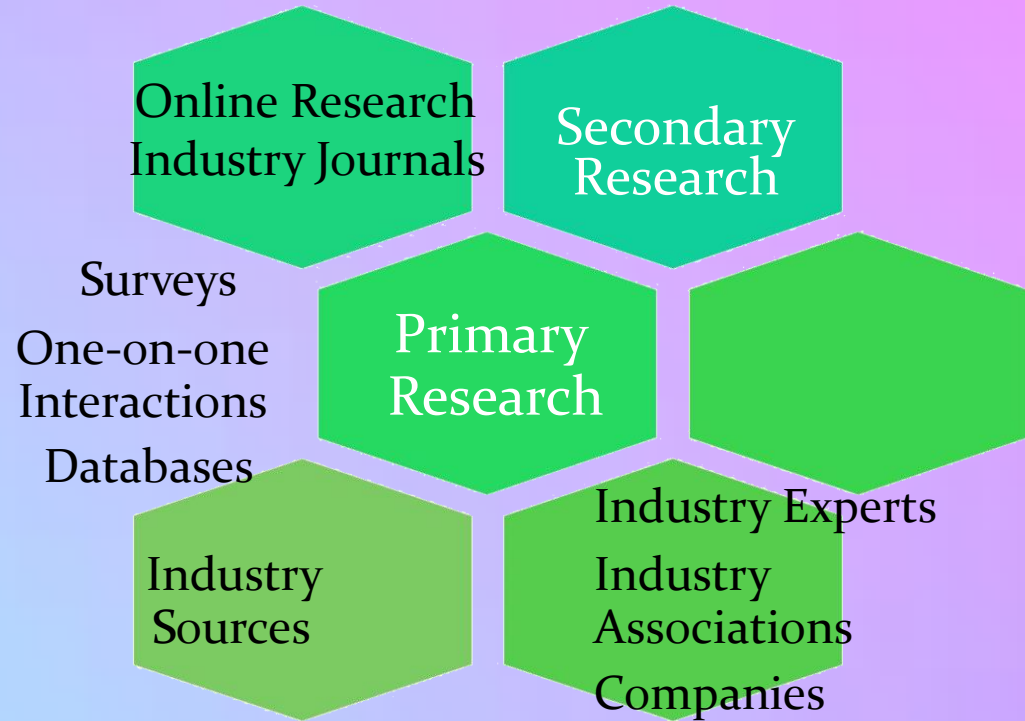 Online Research
Industry Journals
Secondary
Research
Surveys
One-on-one
Interactions
Databases
Primary
Research
Industry
Sources
Industry Experts
Industry
Associations
Companies